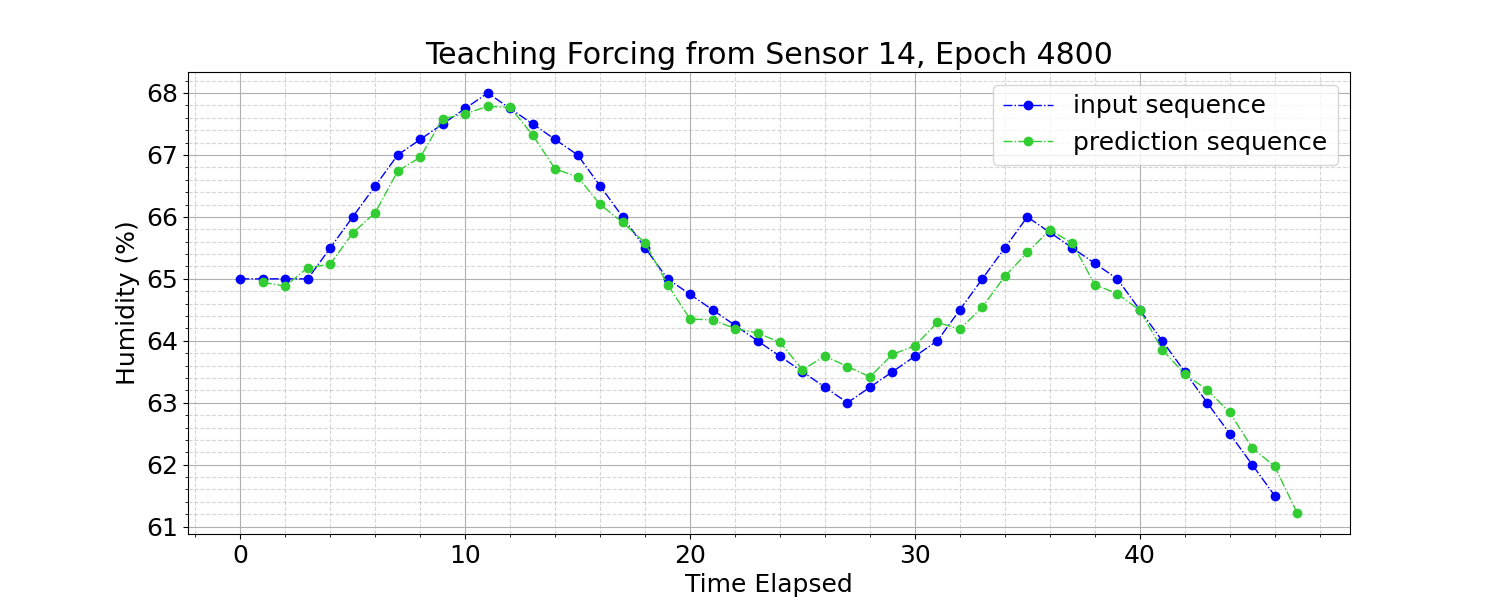 Teaching Forcing from Sensor 14, Epoch 4800
input sequence
prediction sequence
Humidity (%)
68
67
66
65
64
63
62
61
0 10 20 30 40
Time Elapsed